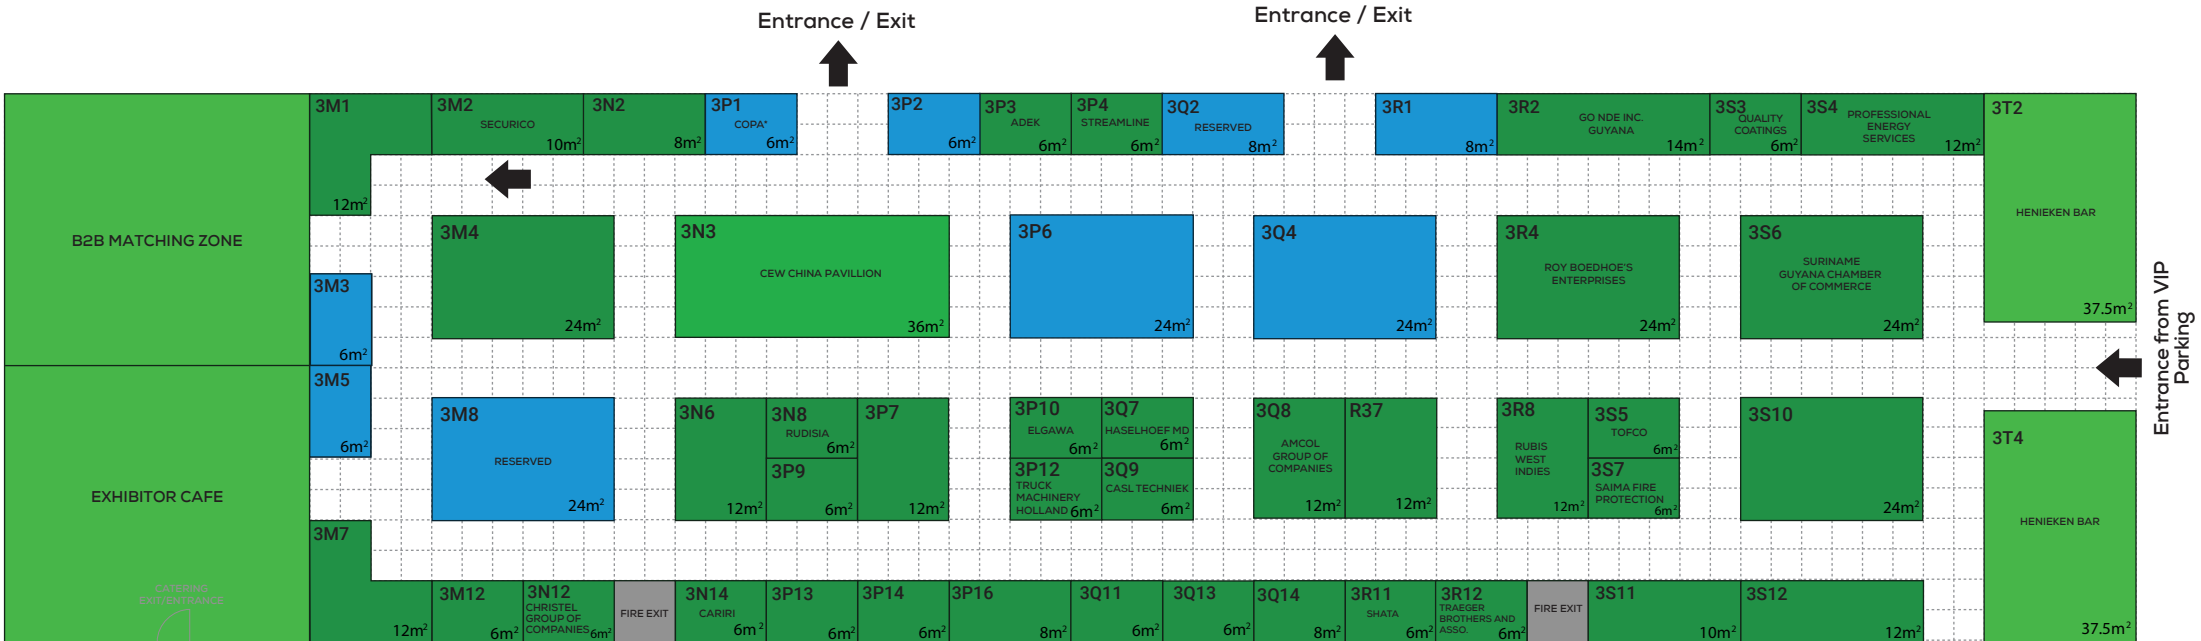 Entrance / Exit
Entrance / Exit
3M1
12m²
3M2
SECURICO
10m²
3N2
8m²
3P1
COPA*
6m²
3P2
6m²
3P3
ADEK
6m²
3P4
STREAMLINE
6m²
3Q2
RESERVED
8m²
3R1
8m²
3R2
GO NDE INC.
GUYANA
14m²
3S3
QUALITY
COATINGS
6m²
3S4
PROFESSIONAL
ENERGY
SERVICES
12m²
3T2
HENIEKEN BAR
37.5m²
B2B MATCHING ZONE
3M3
6m²
3M4
24m²
3N3
CEW CHINA PAVILLION
36m²
3P6
24m²
3Q4
24m²
3R4
ROY BOEDHOE'S
ENTERPRISES
24m²
3S6
SURINAME
GUYANA CHAMBER
OF COMMERCE
24m²
Entrance from VIP
Parking
EXHIBITOR CAFE
CATERING
EXIT/ENTRANCE
3M5
6m²
3M8
RESERVED
24m²
3N6
12m²
3N8
RUDISIA
6m²
3P9
6m²
3P7
12m²
3P10
ELGAWA
6m²
3Q7
HASELHOEF MD
6m²
3P12
TRUCK
MACHINERY
HOLLAND
6m²
3Q9
CASL TECHNIEK
6m²
3Q8
AMCOL
GROUP OF
COMPANIES
12m²
R37
12m²
3R8
RUBIS
WEST
INDIES
12m²
3S5
TOFCO
6m²
3S7
SAIMA FIRE
PROTECTION
6m²
3S10
24m²
3T4
HENIEKEN BAR
37.5m²
3M7
12m²
3M12
6m²
3N12
CHRISTEL
GROUP OF
COMPANIES
6m²
FIRE EXIT
3N14
CARIRI
6m²
3P13
6m²
3P14
6m²
3P16
8m²
3Q11
6m²
3Q13
6m²
3Q14
8m²
3R11
SHATA
6m²
3R12
TRAEGER
BROTHERS AND
ASSO.
6m²
FIRE EXIT
3S11
10m²
3S12
12m²